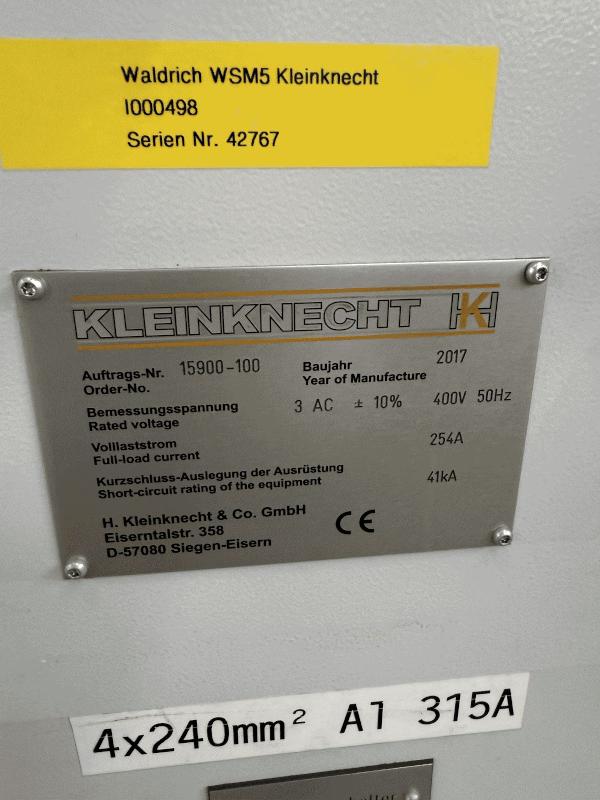 Waldrich WSM5 Kleinknecht
I000498
Serien Nr. 42767
KLEINKNECHT HK
Auftrags-Nr. 15900-100 Baujahr 2017
Order-No. Year of Manufacture
Bemessungsspannung 3 AC ± 10% 400V 50Hz
Rated voltage
Volllaststrom 254A
Full-load current
Kurzschluss-Auslegung der Ausrüstung 41kA
Short-circuit rating of the equipment
H. Kleinknecht & Co. GmbH
Eiserntalstr. 358
D-57080 Siegen-Eisern
CE
4x240mm² Al 315A